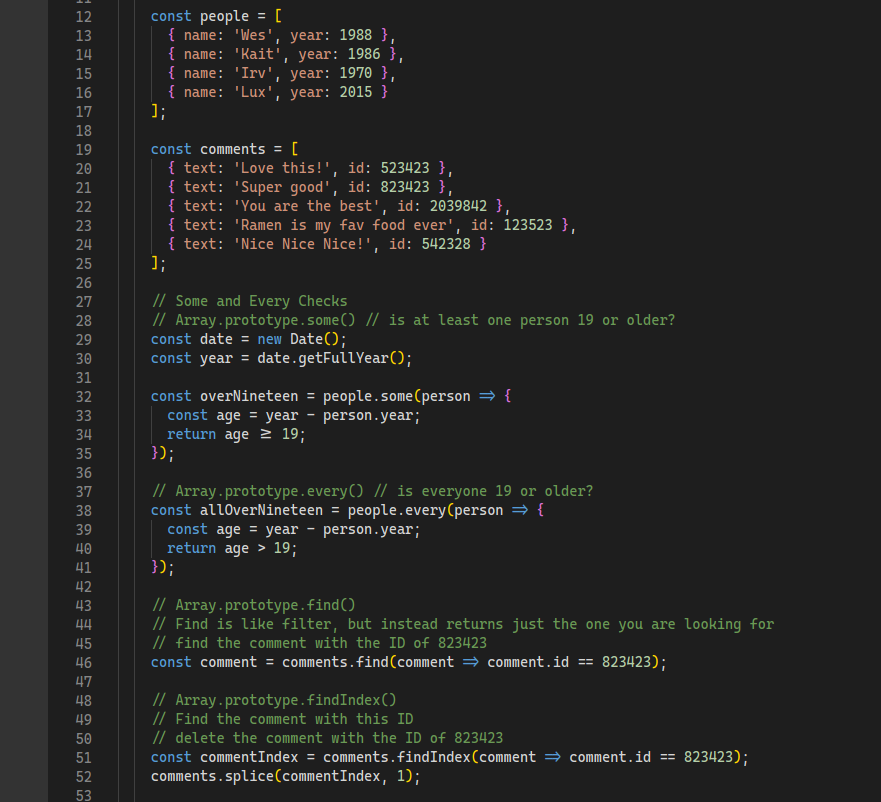 12 const people = [
13 { name: 'Wes', year: 1988 },
14 { name: 'Kait', year: 1986 },
15 { name: 'Irv', year: 1970 },
16 { name: 'Lux', year: 2015 }
17 ];
18
19 const comments = [
20 { text: 'Love this!', id: 523423 },
21 { text: 'Super good', id: 823423 },
22 { text: 'You are the best', id: 2039842 },
23 { text: 'Ramen is my fav food ever', id: 123523 },
24 { text: 'Nice Nice Nice!', id: 542328 }
25 ];
26
27 // Some and Every Checks
28 // Array.prototype.some() // is at least one person 19 or older?
29 const date = new Date();
30 const year = date.getFullYear();
31
32 const overNineteen = people.some(person => {
33 const age = year - person.year;
34 return age >= 19;
35 });
36
37 // Array.prototype.every() // is everyone 19 or older?
38 const allOverNineteen = people.every(person => {
39 const age = year - person.year;
40 return age > 19;
41 });
42
43 // Array.prototype.find()
44 // Find is like filter, but instead returns just the one you are looking for
45 // find the comment with the ID of 823423
46 const comment = comments.find(comment => comment.id == 823423);
47
48 // Array.prototype.findIndex()
49 // Find the comment with this ID
50 // delete the comment with the ID of 823423
51 const commentIndex = comments.findIndex(comment => comment.id == 823423);
52 comments.splice(commentIndex, 1);
53